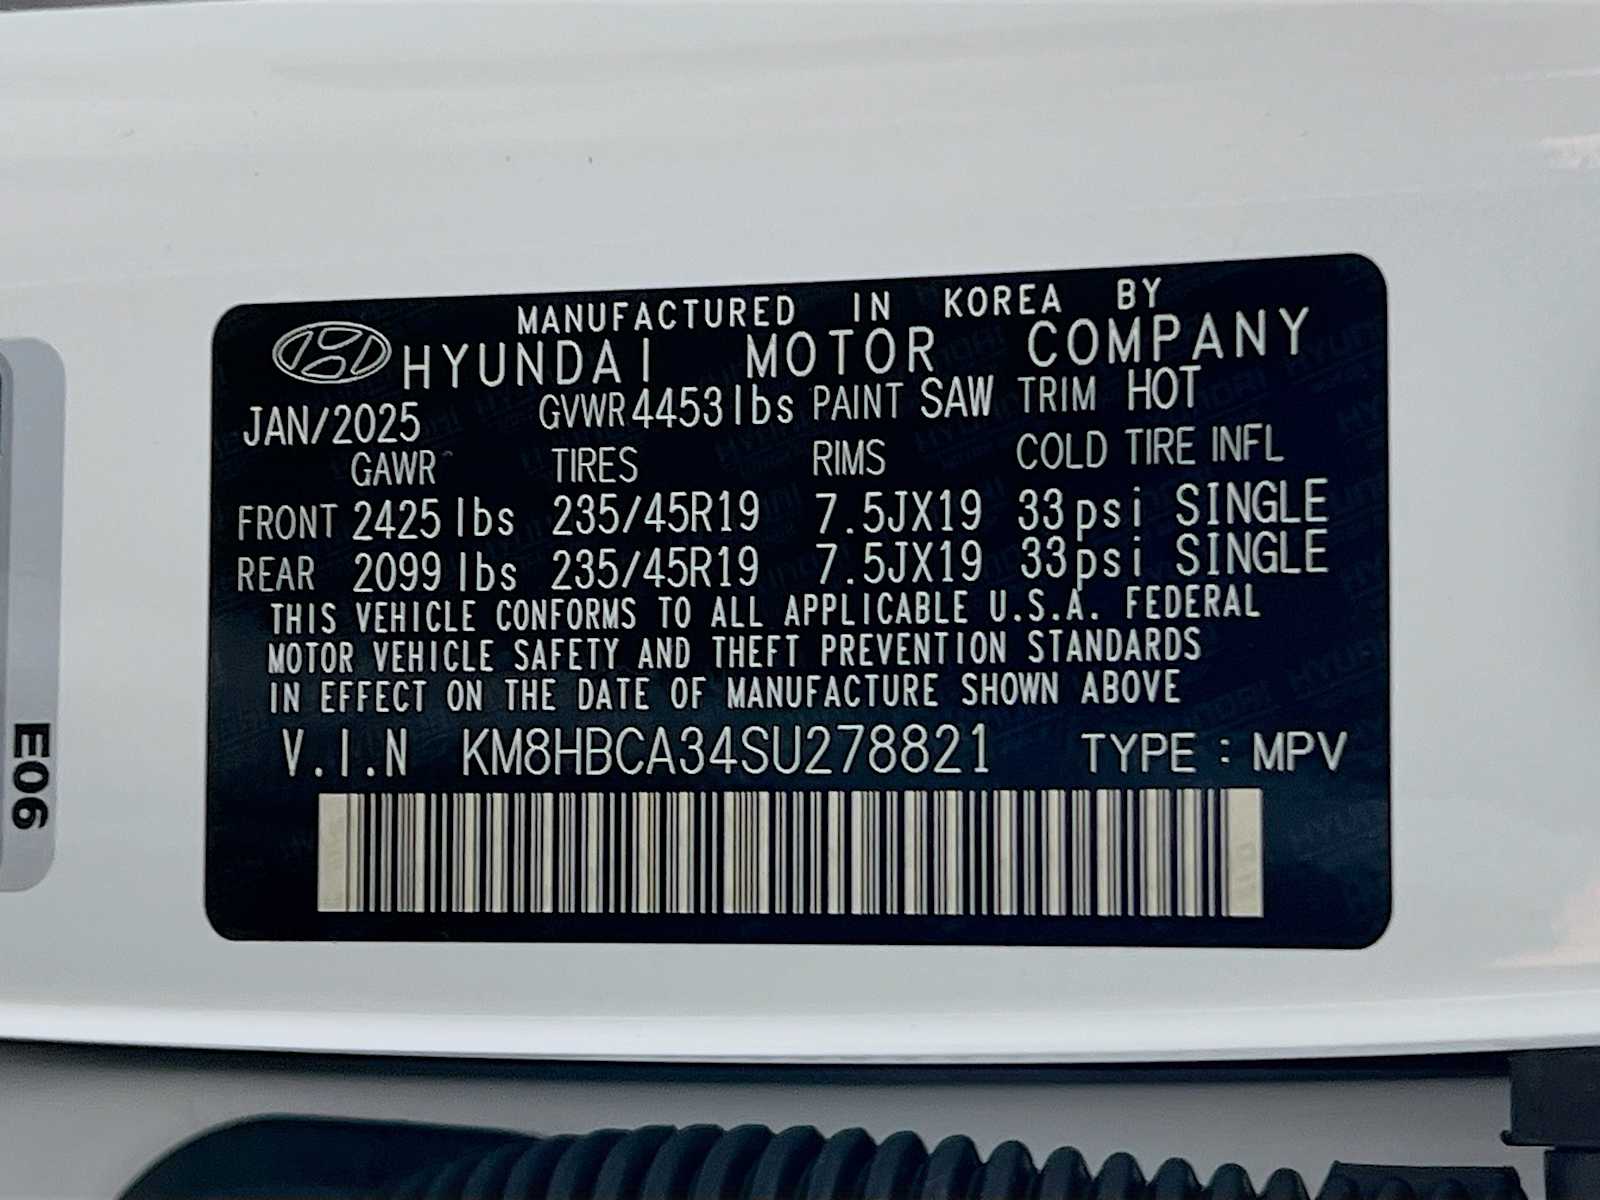 MANUFACTURED IN KOREA BY
HYUNDAI MOTOR COMPANY
JAN/2025 GVWR 4453 lbs PAINT SAW TRIM HOT
GAWR TIRES RIMS COLD TIRE INFL
FRONT 2425 lbs 235/45R19 7.5JX19 33psi SINGLE
REAR 2099 lbs 235/45R19 7.5JX19 33psi SINGLE
THIS VEHICLE CONFORMS TO ALL APPLICABLE U.S.A. FEDERAL
MOTOR VEHICLE SAFETY AND THEFT PREVENTION STANDARDS
IN EFFECT ON THE DATE OF MANUFACTURE SHOWN ABOVE
V.I.N KM8HBCA34SU278821 TYPE : MPV
E06